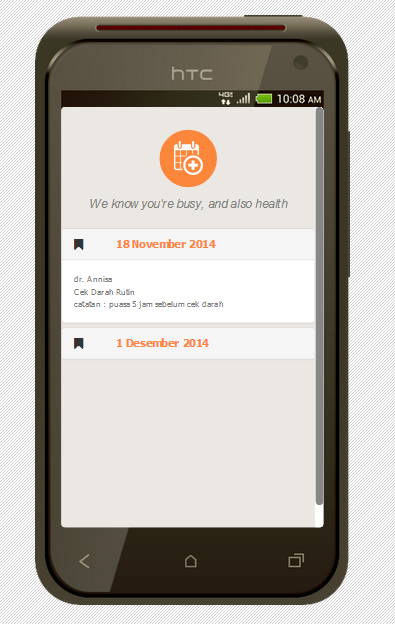 hTC
4G
10:08 AM
We know you're busy, and also health
18 November 2014
dr. Annisa
Cek Darah Rutin
catatan : puasa 5 jam sebelum cek darah
1 Desember 2014